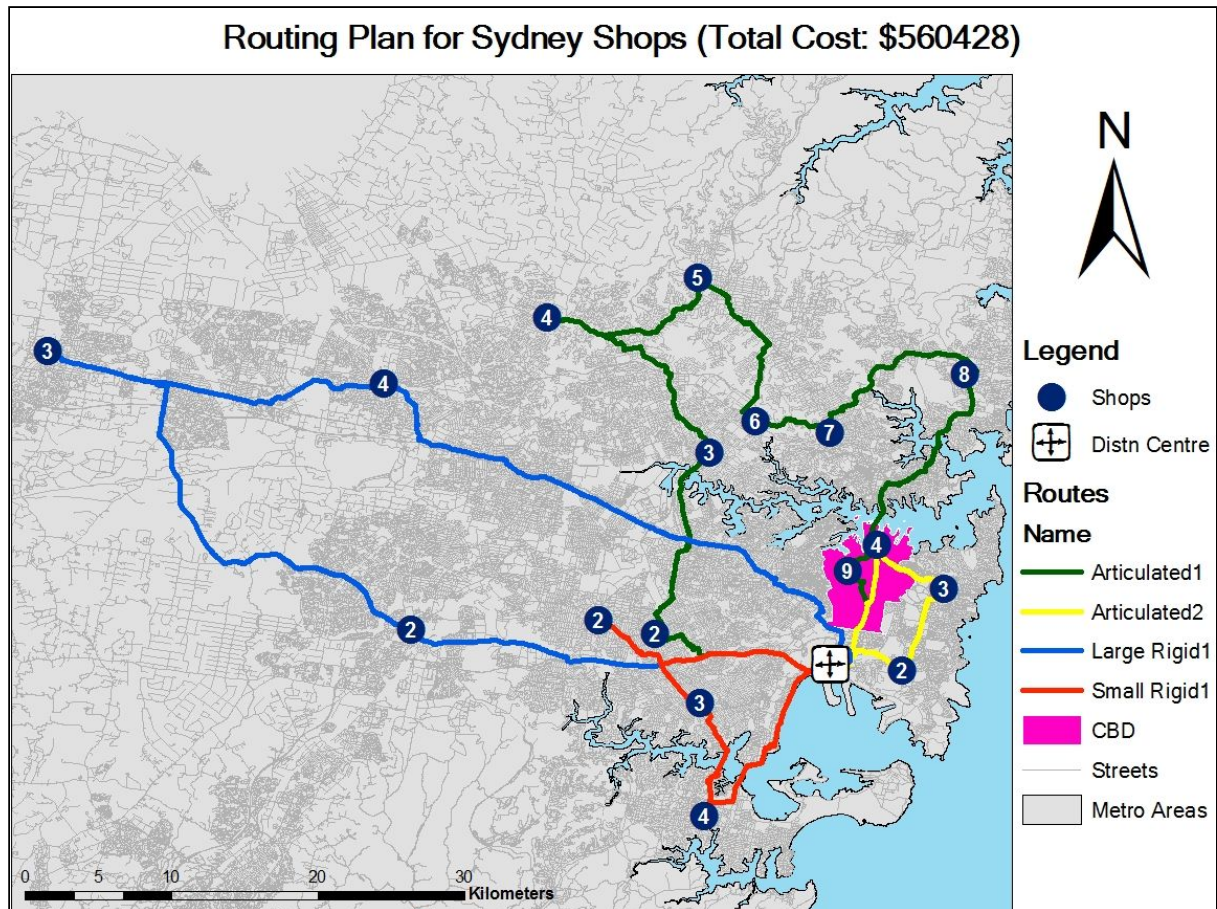 Routing Plan for Sydney Shops (Total Cost: $560428)
N
5
4
3
4
8
6
7
3
4
9
3
2
2
2
2
3
4
0 10 20 30
Kilometers
Legend
Shops
Distn Centre
Routes
Name
Articulated1
Articulated2
Large Rigid1
Small Rigid1
CBD
Streets
Metro Areas